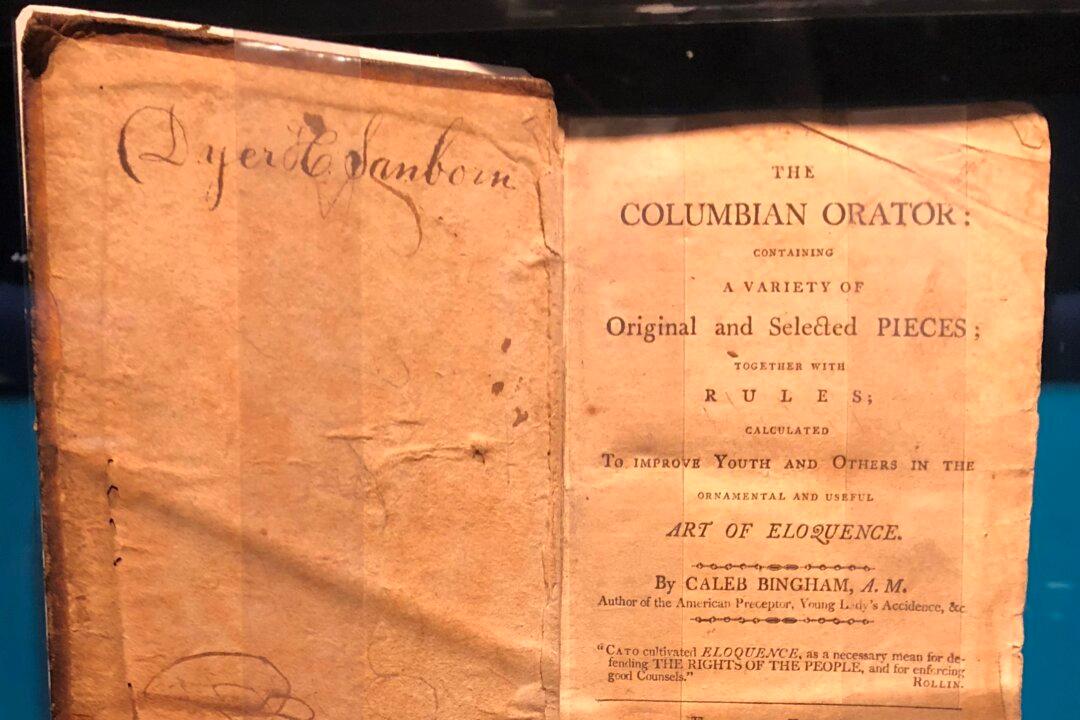 Dyer H. Sanborn
THE
COLUMBIAN ORATOR:
CONTAINING
A VARIETY OF
Original and Selected PIECES;
TOGETHER WITH
RULES;
CALCULATED
TO IMPROVE YOUTH AND OTHERS IN THE
ORNAMENTAL AND USEFUL
ART OF ELOQUENCE.
By CALEB BINGHAM, A. M.
Author of the American Preceptor, Young Lady's Accidence, &c
"CATO cultivated ELOQUENCE, as a necessary mean for de-
fending THE RIGHTS OF THE PEOPLE, and for enforcing
good Counsels."
ROLLIN.